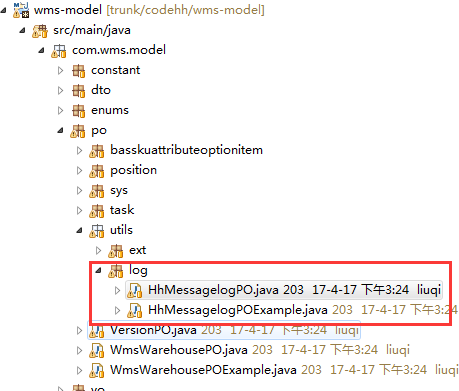 wms-model [trunk/codehh/wms-model]
src/main/java
com.wms.model
constant
dto
enums
po
basskuattributeoptionitem
position
sys
task
utils
ext
log
HhMessagelogPO.java 203 17-4-17 下午3:24 liuqi
HhMessagelogPOExample.java 203 17-4-17 下午3:24
VersionPO.java 203 17-4-17 下午3:24 liuqi
WmsWarehousePO.java 203 17-4-17 下午3:24 liuqi
WmsWarehousePOExample.java 203 17-4-17 下午3:24 liuqi
vo